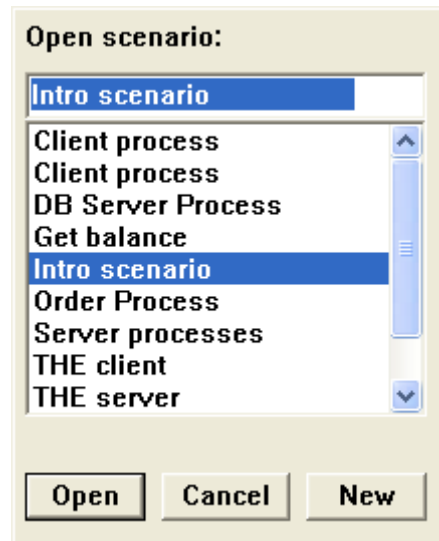 Open scenario:
Intro scenario
Client process
Client process
DB Server Process
Get balance
Intro scenario
Order Process
Server processes
THE client
THE server
Open Cancel New